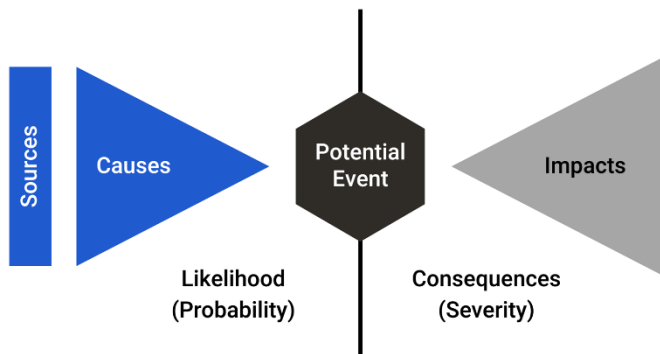 Sources
Causes
Potential
Event
Impacts
Likelihood
(Probability)
Consequences
(Severity)